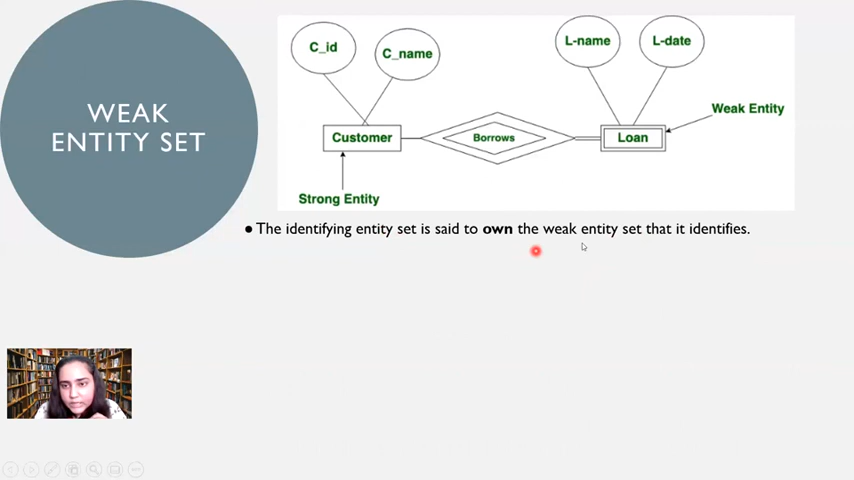 WEAK
ENTITY SET
C_id
C_name
L-name
L-date
Weak Entity
Customer
Borrows
Loan
Strong Entity
● The identifying entity set is said to own the weak entity set that it identifies.